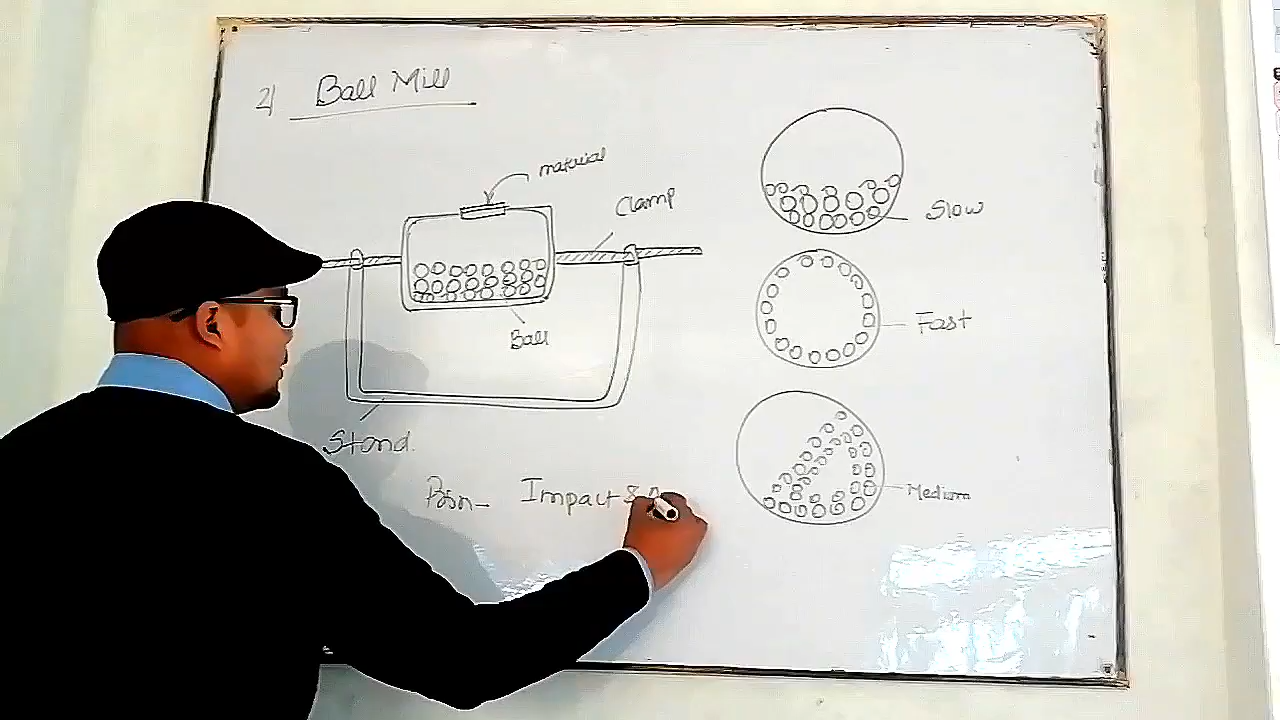 2) Ball Mill
material
Clamp
Ball
Stand.
Slow
Fast
Medium
Impact &